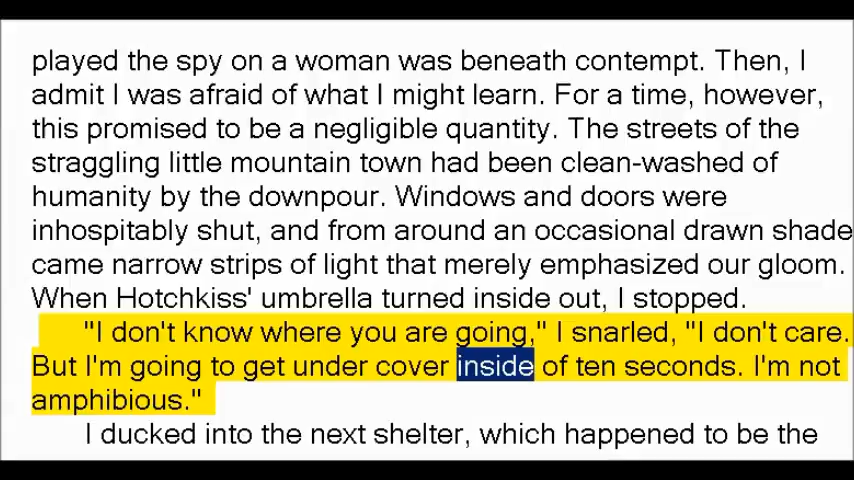 played the spy on a woman was beneath contempt. Then, I
admit I was afraid of what I might learn. For a time, however,
this promised to be a negligible quantity. The streets of the
straggling little mountain town had been clean-washed of
humanity by the downpour. Windows and doors were
inhospitably shut, and from around an occasional drawn shade
came narrow strips of light that merely emphasized our gloom.
When Hotchkiss' umbrella turned inside out, I stopped.
"I don't know where you are going," I snarled, "I don't care.
But I'm going to get under cover inside of ten seconds. I'm not
amphibious."
I ducked into the next shelter, which happened to be the